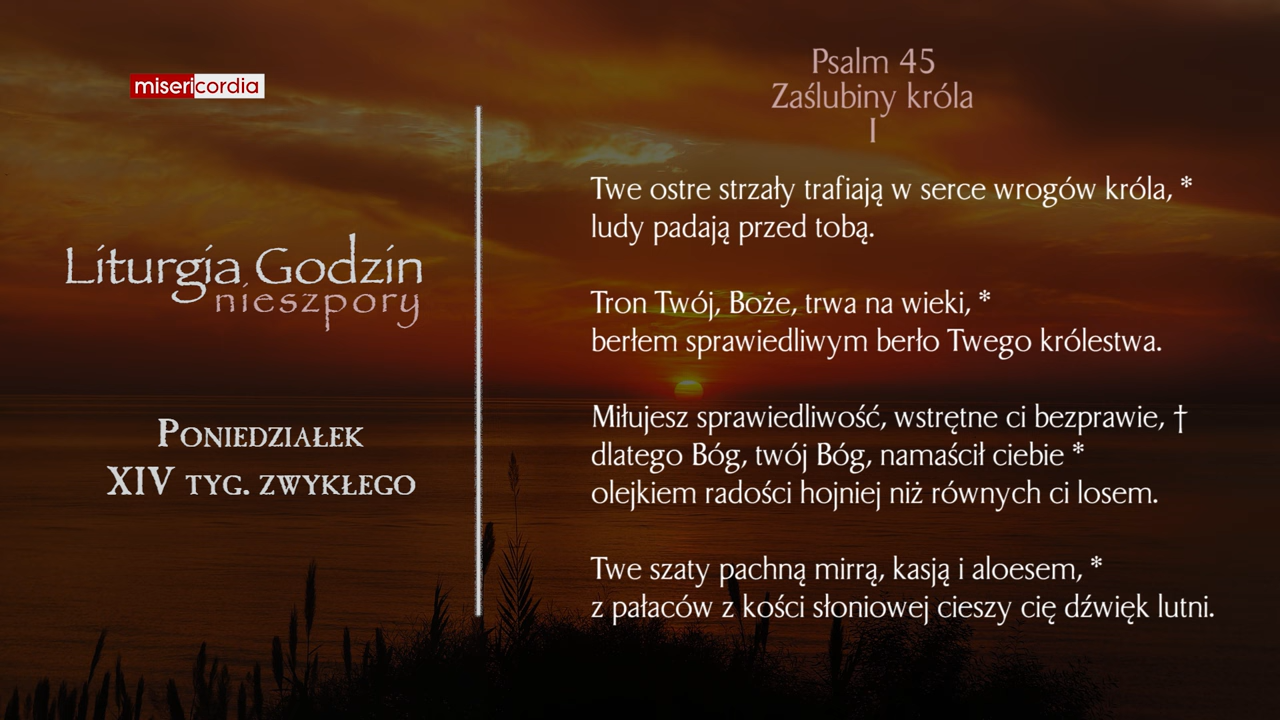 misericordia
Liturgia Godzin
nieszpory
Poniedziałek
XIV tyg. zwykłego
Psalm 45
Zaślubiny króla
I
Twe ostre strzały trafiają w serce wrogów króla, *
ludy padają przed tobą.
Tron Twój, Boże, trwa na wieki, *
berłem sprawiedliwym berło Twego królestwa.
Miłujesz sprawiedliwość, wstrętne ci bezprawie, †
dlatego Bóg, twój Bóg, namaścił ciebie *
olejkiem radości hojniej niż równych ci losem.
Twe szaty pachną mirrą, kasją i aloesem, *
z pałaców z kości słoniowej cieszy cię dźwięk lutni.